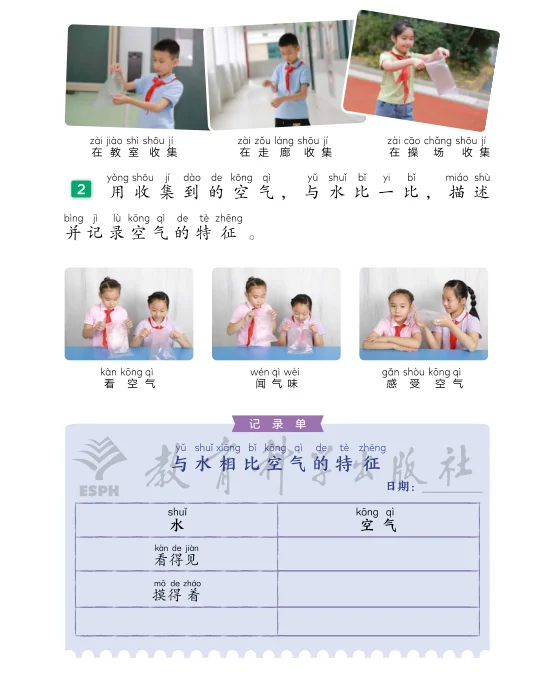 zài jiào shì shōu jí zài zǒu láng shōu jí zài cāo chǎng shōu jí
在教室收集 在走廊收集 在操场收集
yòng shōu jí dào de kōng qì yǔ shuǐ bǐ yi bǐ miáo shù
2 用收集到的空气，与水比一比，描述
bìng jì lù kōng qì de tè zhēng
并记录空气的特征。
kàn kōng qì wén qì wèi gǎn shòu kōng qì
看空气 闻气味 感受空气
记录单
yǔ shuǐ xiāng bǐ kōng qì de tè zhēng
与水相比空气的特征
教育科学出版社
ESPH
日期：
shuǐ kōng qì
水 空气
kàn de jiàn
看得见
mō de zháo
摸得着